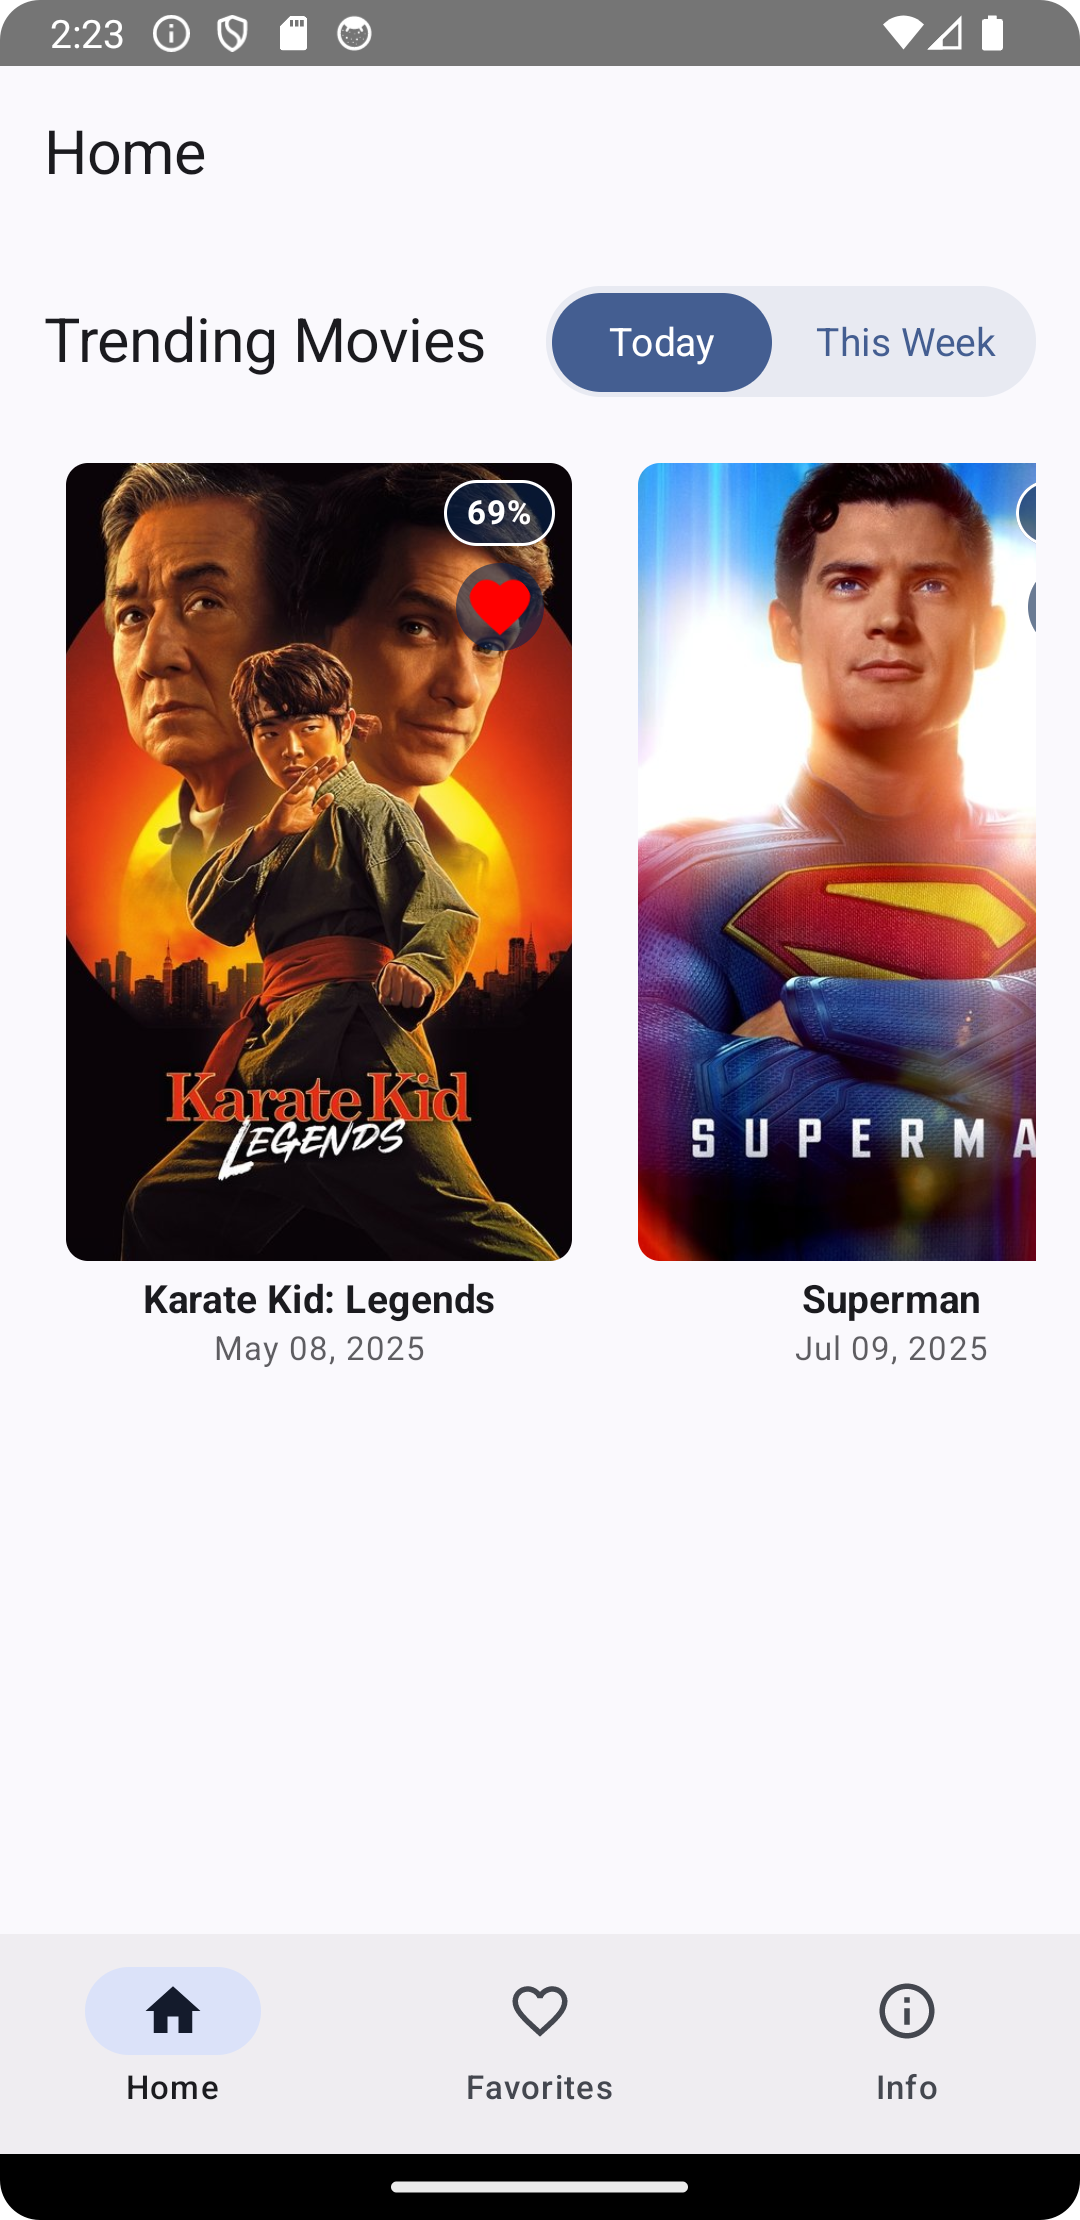 2:23
Home
Trending Movies
Today
This Week
69%
Karate Kid
LEGENDS
SUPERMA
Karate Kid: Legends
May 08, 2025
Superman
Jul 09, 2025
Home
Favorites
Info